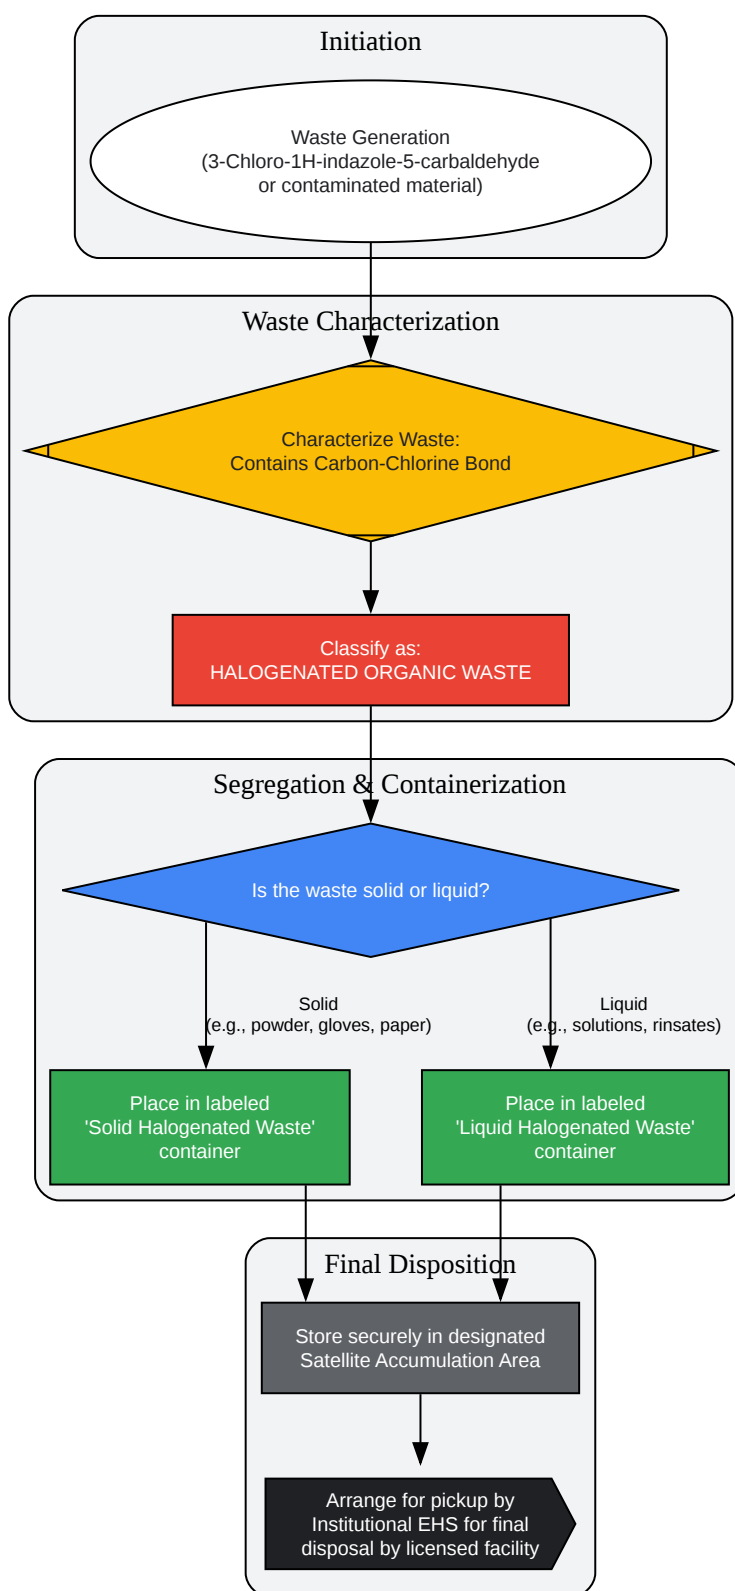 Initiation
Waste Generation
(3-Chloro-1H-indazole-5-carbaldehyde
or contaminated material)
Waste Characterization
Characterize Waste:
Contains Carbon-Chlorine Bond
Classify as:
HALOGENATED ORGANIC WASTE
Segregation & Containerization
Is the waste solid or liquid?
Solid
(e.g., powder, gloves, paper)
Liquid
(e.g., solutions, rinsates)
Place in labeled
'Solid Halogenated Waste'
container
Place in labeled
'Liquid Halogenated Waste'
container
Final Disposition
Store securely in designated
Satellite Accumulation Area
Arrange for pickup by
Institutional EHS for final
disposal by licensed facility